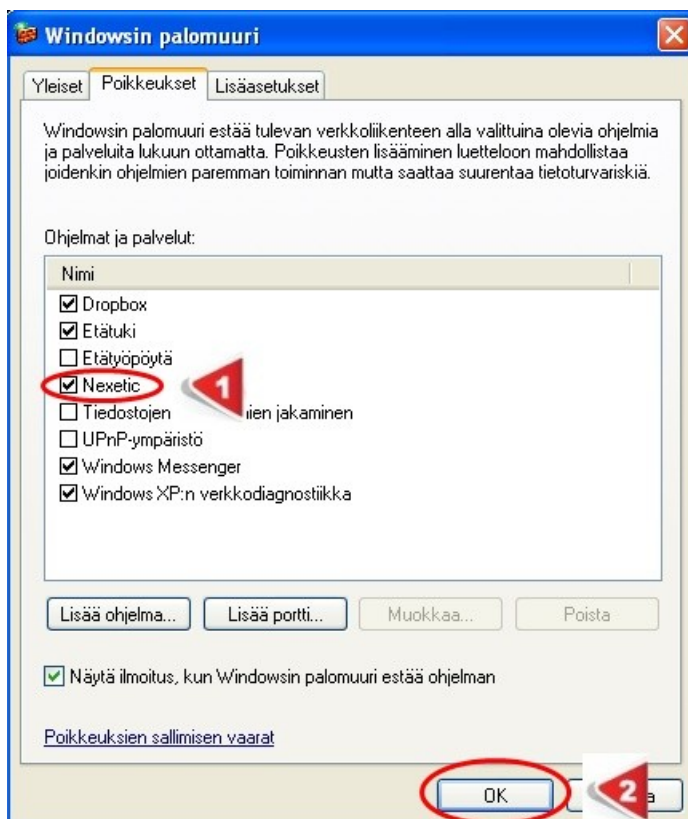 Windowsin palomuuri
Yleiset Poikkeukset Lisäasetukset
Windowsin palomuuri estää tulevan verkkoliikenteen alla valittuina olevia ohjelmia
ja palveluita lukuun ottamatta. Poikkeusten lisääminen luetteloon mahdollistaa
joidenkin ohjelmien paremman toiminnan mutta saattaa suurentaa tietoturvariskiä.
Ohjelmat ja palvelut:
Nimi
Dropbox
Etätuki
Etätyöpöytä
Nexetic
1
Tiedostojen jakaminen
UPnP-ympäristö
Windows Messenger
Windows XP:n verkkodiagnostiikka
Lisää ohjelma... Lisää portti... Muokkaa... Poista
Näytä ilmoitus, kun Windowsin palomuuri estää ohjelman
Poikkeuksien sallimisen vaarat
OK 2